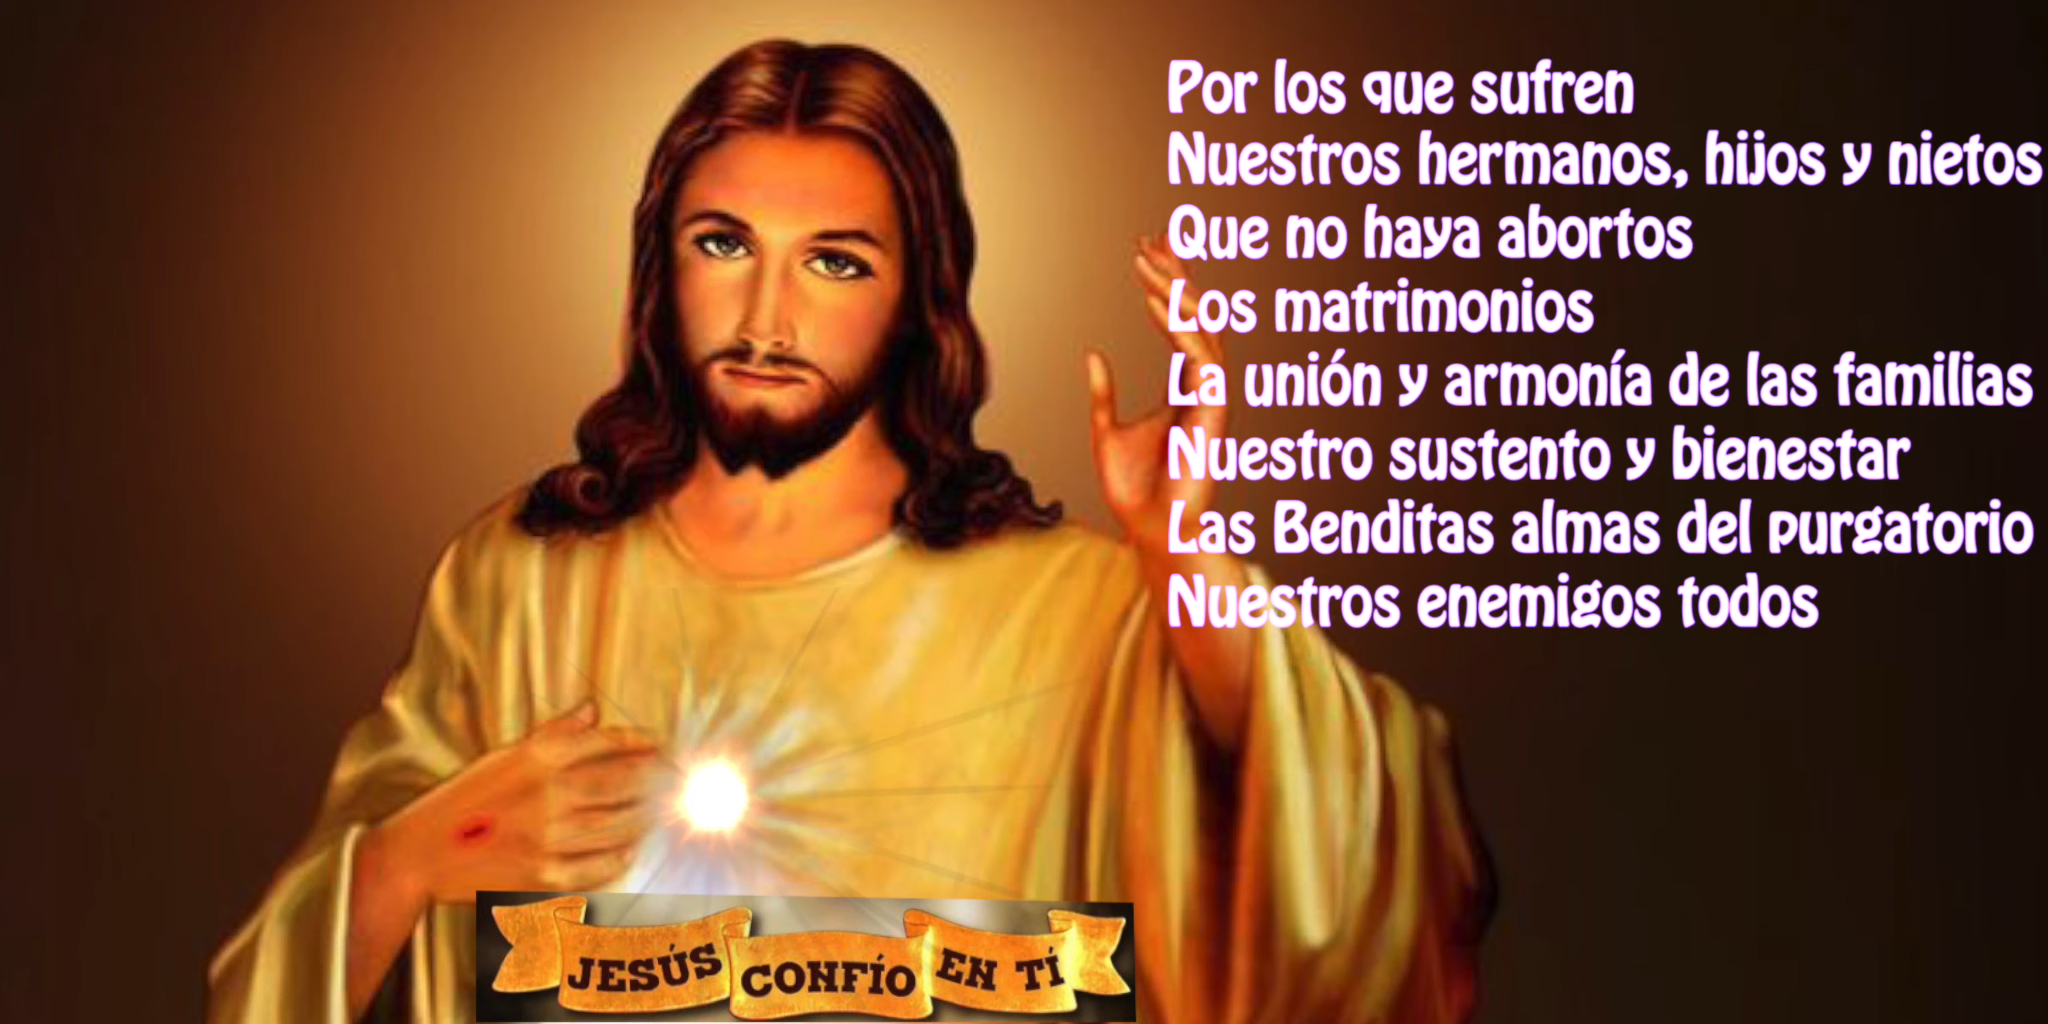 Por los que sufren
Nuestros hermanos, hijos y nietos
Que no haya abortos
Los matrimonios
La unión y armonía de las familias
Nuestro sustento y bienestar
Las Benditas almas del purgatorio
Nuestros enemigos todos
JESÚS CONFÍO EN TÍ